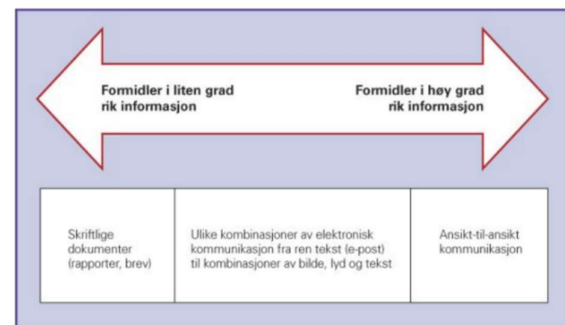 Formidler i liten grad
rik informasjon
Formidler i høy grad
rik informasjon
Skriftlige
dokumenter
(rapporter, brev)
Ulike kombinasjoner av elektronisk
kommunikasjon fra ren tekst (e-post)
til kombinasjoner av bilde, lyd og tekst
Ansikt-til-ansikt
kommunikasjon